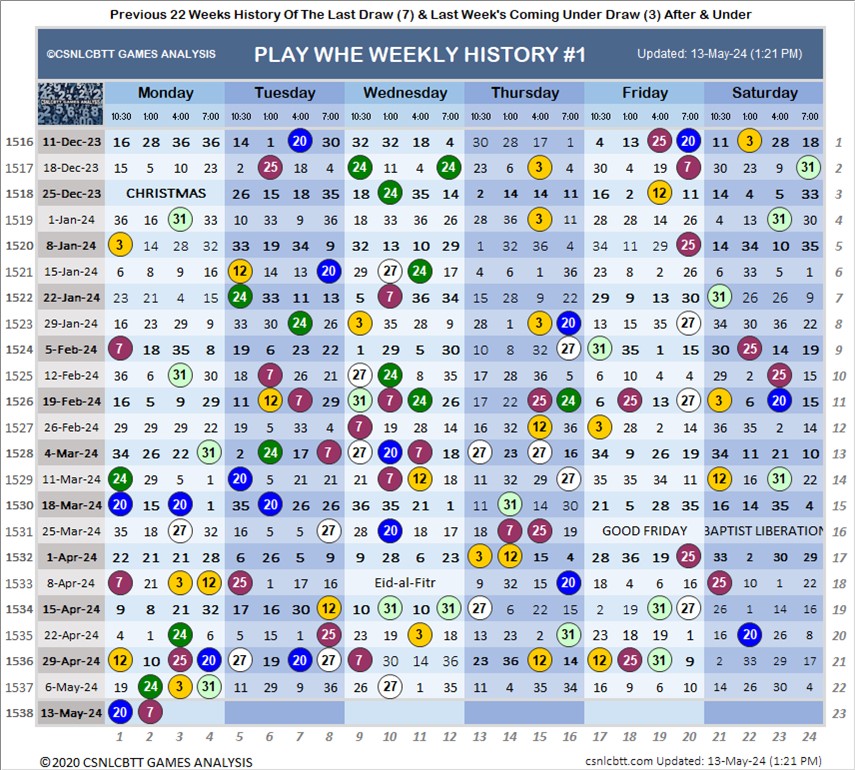 Previous 22 Weeks History Of The Last Draw (7) & Last Week's Coming Under Draw (3) After & Under
©CSNLCBTT GAMES ANALYSIS PLAY WHE WEEKLY HISTORY #1 Updated: 13-May-24 (1:21 PM)
CSNLCBTT GAMES ANALYSIS Monday Tuesday Wednesday Thursday Friday Saturday
10:30 1:00 4:00 7:00 10:30 1:00 4:00 7:00 10:30 1:00 4:00 7:00 10:30 1:00 4:00 7:00 10:30 1:00 4:00 7:00 10:30 1:00 4:00 7:00
1516 11-Dec-23 16 28 36 36 14 1 20 30 32 32 18 4 30 28 17 1 4 13 25 20 11 3 28 18 1
1517 18-Dec-23 15 5 10 23 2 25 18 4 24 11 4 24 23 6 3 4 30 4 20 7 30 23 9 31 2
1518 25-Dec-23 CHRISTMAS 26 15 18 35 18 24 35 14 2 14 14 11 16 2 12 11 14 4 5 33 3
1519 1-Jan-24 36 16 31 33 10 33 9 36 18 33 36 26 28 36 3 11 28 28 14 26 4 23 31 30 4
1520 8-Jan-24 3 14 28 32 33 19 34 9 32 13 10 29 1 32 36 4 34 11 29 25 14 34 10 35 5
1521 15-Jan-24 6 8 9 16 12 14 13 20 29 27 24 17 4 6 1 36 23 8 2 26 6 33 5 1 6
1522 22-Jan-24 23 21 4 15 24 33 11 13 5 7 36 34 15 28 9 22 29 9 13 30 31 26 26 9 7
1523 29-Jan-24 16 23 29 9 33 30 24 26 3 35 28 9 28 1 3 20 13 15 35 27 34 30 36 22 8
1524 5-Feb-24 7 18 35 8 19 6 23 22 1 29 5 30 10 8 32 27 31 35 1 15 30 25 14 19 9
1525 12-Feb-24 36 6 31 30 18 7 26 21 27 24 8 35 17 28 36 5 6 10 4 4 29 2 25 15 10
1526 19-Feb-24 16 5 9 29 11 12 7 29 31 7 24 26 17 22 25 24 6 25 13 27 3 6 20 15 11
1527 26-Feb-24 29 28 29 22 19 5 33 4 7 19 28 14 16 32 12 36 3 28 2 14 36 35 2 14 12
1528 4-Mar-24 34 26 22 31 2 24 17 7 27 20 7 18 27 23 27 16 34 9 26 19 34 11 21 10 13
1529 11-Mar-24 24 29 5 1 20 5 21 21 21 7 12 18 11 32 11 27 35 14 4 34 12 16 31 22 14
1530 18-Mar-24 20 15 20 1 35 20 26 26 36 35 21 1 11 31 14 30 21 5 28 35 16 14 35 4 15
1531 25-Mar-24 35 18 27 32 16 1 5 27 28 20 18 17 18 7 25 19 GOOD FRIDAY BAPTIST LIBERATION 16
1532 1-Apr-24 22 21 21 28 6 26 5 9 9 28 6 23 3 12 15 4 28 36 19 25 33 2 30 29 17
1533 8-Apr-24 7 21 3 12 25 1 17 16 Eid-al-Fitr 9 32 15 20 18 4 6 16 25 10 1 22 18
1534 15-Apr-24 9 8 21 32 17 16 30 12 10 31 10 31 27 6 22 15 2 19 31 27 26 1 14 16 19
1535 22-Apr-24 4 1 24 6 5 15 1 25 23 11 3 18 13 23 2 31 23 18 19 1 22 20 26 8 20
1536 29-Apr-24 12 10 25 20 27 19 20 27 7 30 14 36 23 36 12 14 12 25 31 9 2 33 29 17 21
1537 6-May-24 19 24 3 31 11 29 9 36 26 27 1 35 11 4 35 34 16 9 6 10 14 26 30 4 22
1538 13-May-24 20 7 23
1 2 3 4 5 6 7 8 9 10 11 12 13 14 15 16 17 18 19 20 21 22 23 24
©2020 CSNLCBTT GAMES ANALYSIS csnlcbtt.com Updated: 13-May-24 (1:21 PM)